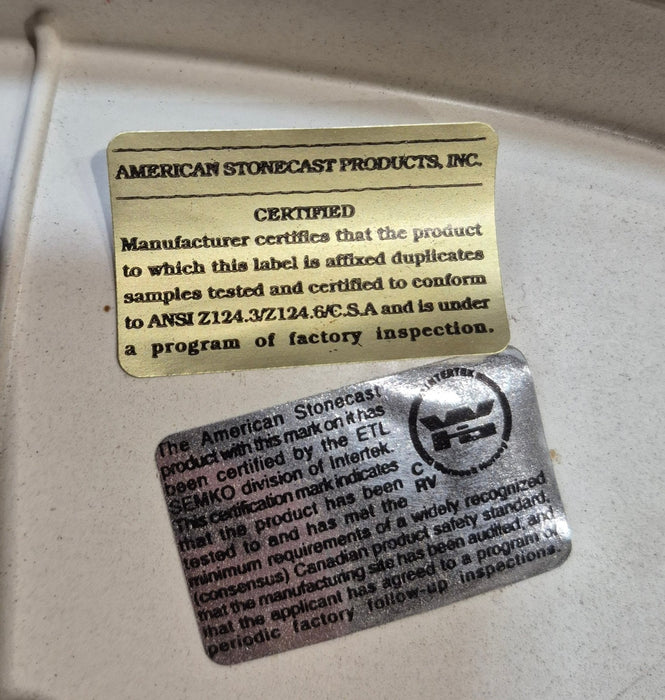 AMERICAN STONECAST PRODUCTS, INC.
CERTIFIED
Manufacturer certifies that the product
to which this label is affixed duplicates
samples tested and certified to conform
to ANSI Z124.3/Z124.6/C.S.A and is under
a program of factory inspection.
The American Stonecast
product with this mark on it has
been certified by the ETL
SEMKO division of Intertek.
This certification mark indicates
that the product has been
tested to and has met the
minimum requirements of a widely recognized
(consensus) Canadian product safety standard,
that the manufacturing site has been audited, and
that the applicant has agreed to a program of
periodic factory follow-up inspections.
INTERTEK
WH
C
RV